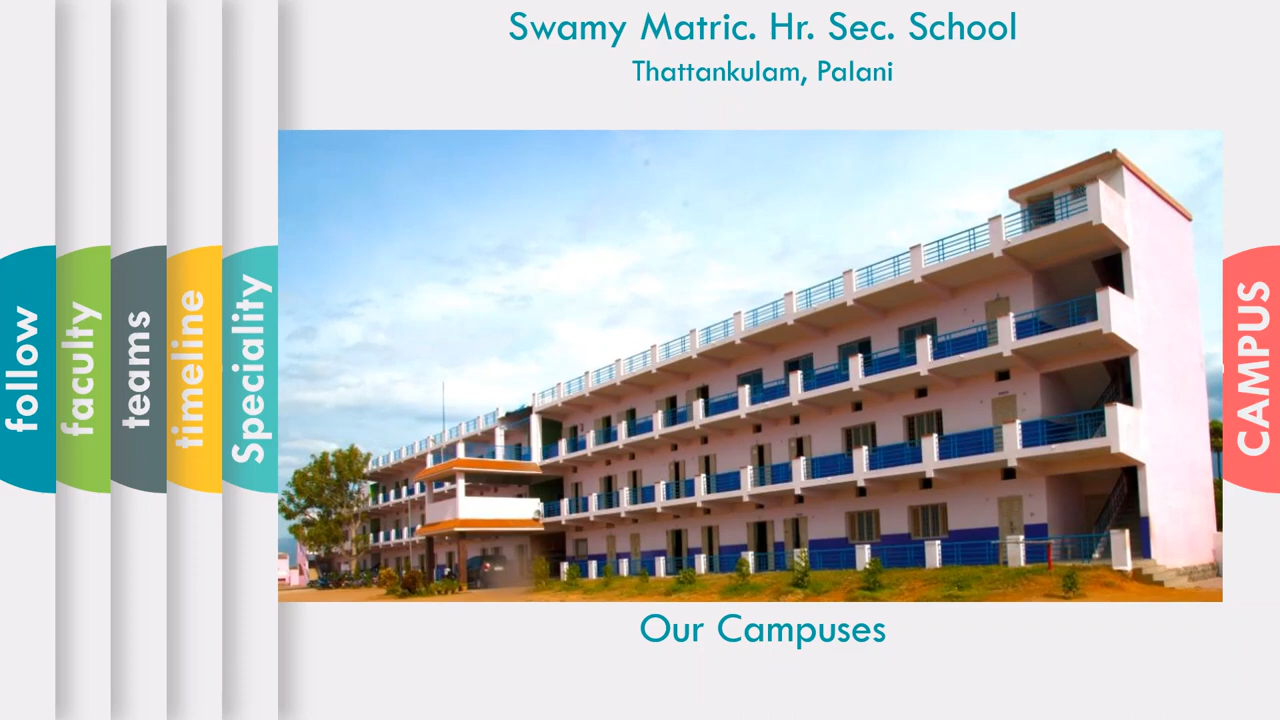 Swamy Matric. Hr. Sec. School
Thattankulam, Palani
follow
faculty
teams
timeline
Speciality
CAMPUS
Our Campuses